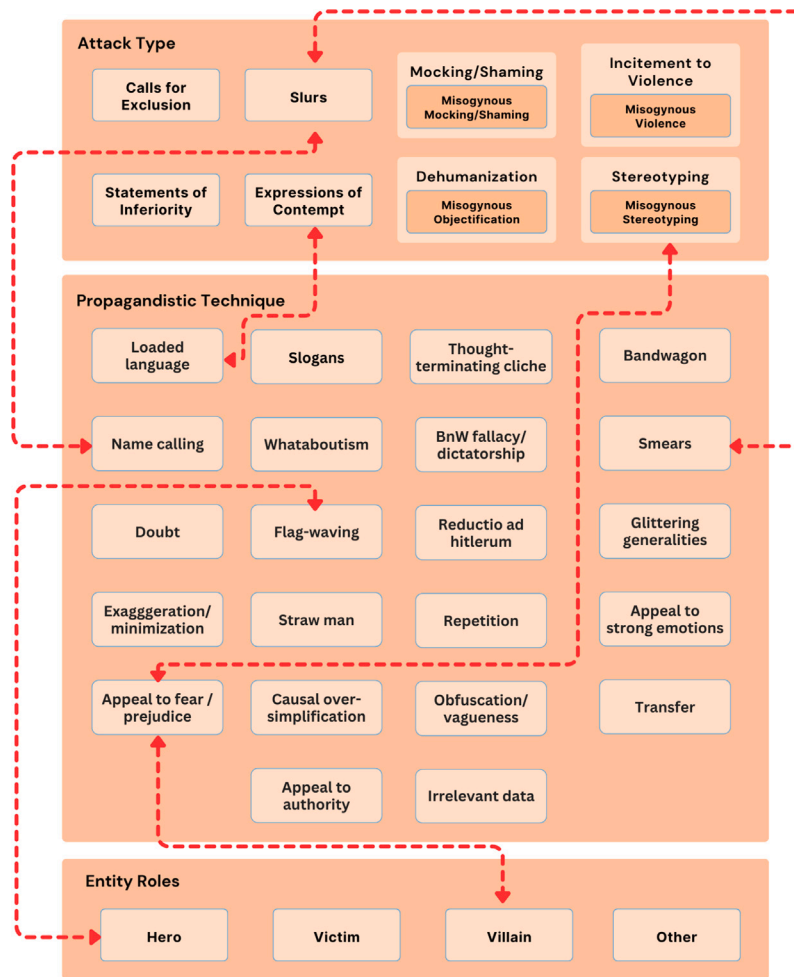 Attack Type
Calls for
Exclusion
Slurs
Mocking/Shaming
Misogynous
Mocking/Shaming
Incitement to
Violence
Misogynous
Violence
Statements of
Inferiority
Expressions of
Contempt
Dehumanization
Misogynous
Objectification
Stereotyping
Misogynous
Stereotyping
Propagandistic Technique
Loaded
language
Slogans
Thought-
terminating cliche
Bandwagon
Name calling
Whataboutism
BnW fallacy/
dictatorship
Smears
Doubt
Flag-waving
Reductio ad
hitlerum
Glittering
generalities
Exagggeration/
minimization
Straw man
Repetition
Appeal to
strong emotions
Appeal to fear /
prejudice
Causal over-
simplification
Obfuscation/
vagueness
Transfer
Appeal to
authority
Irrelevant data
Entity Roles
Hero
Victim
Villain
Other